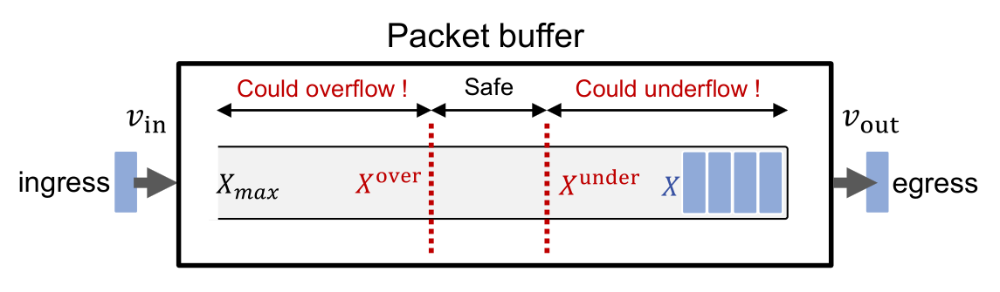 Packet buffer
Could overflow !
Safe
Could underflow !
v_in
v_out
ingress
X_max
X^over
X^under
X
egress